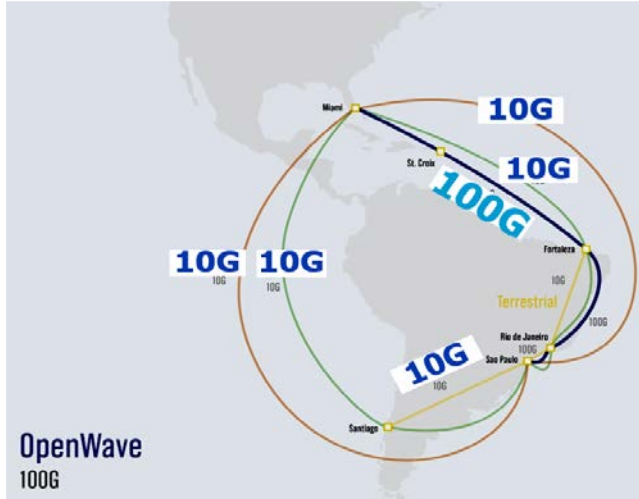 10G
Miami
10G
St. Croix
100G
Fortaleza
10G
10G
10G
10G
10G
Terrestrial
100G
Rio de Janeiro
100G
10G
Sao Paulo
10G
Santiago
OpenWave
100G